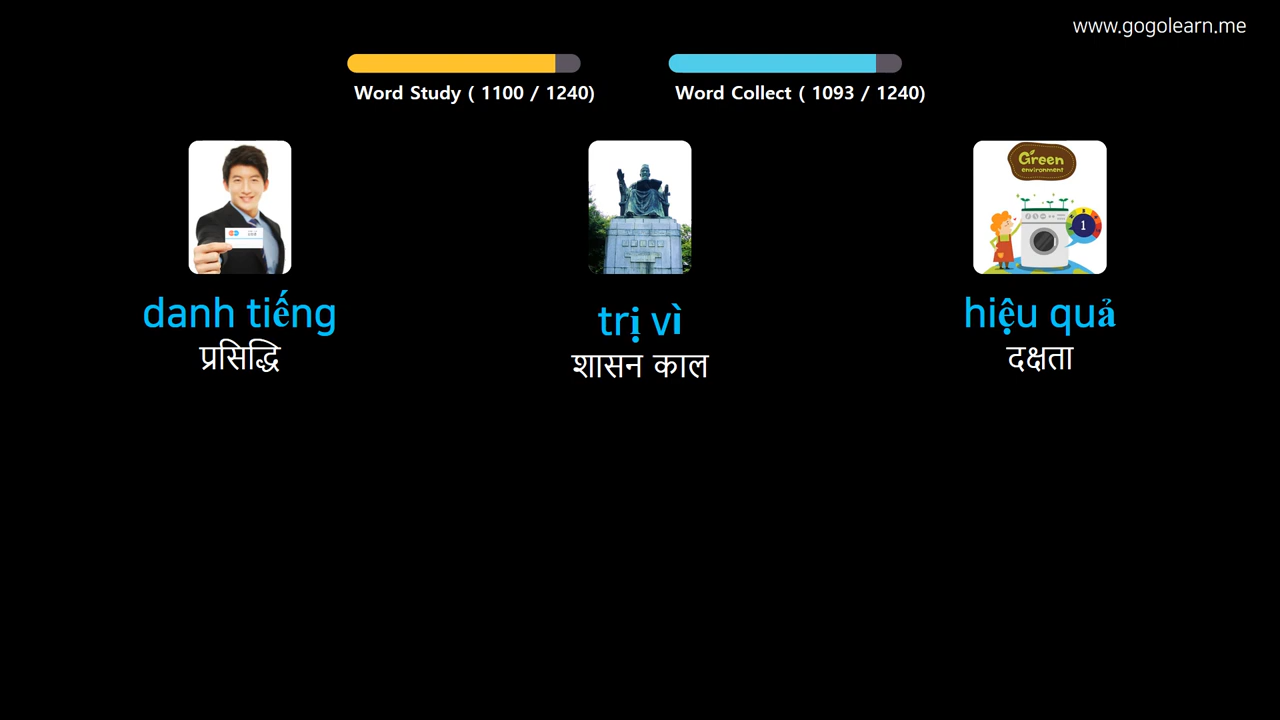 www.gogolearn.me
Word Study ( 1100 / 1240)
Word Collect ( 1093 / 1240)
Green
environment
1
danh tiếng
trị vì
hiệu quả
प्रसिद्धि
शासन काल
दक्षता